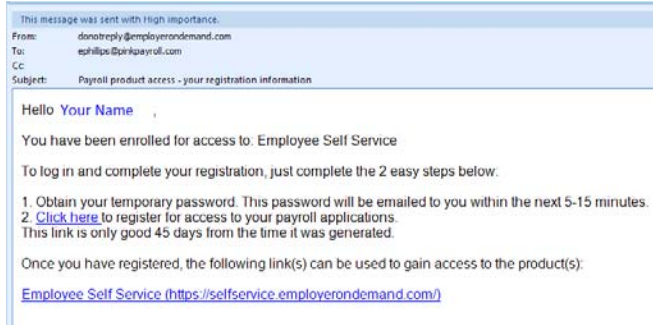 This message was sent with High importance.
From: donotreply@employerondemand.com
To: ephilips@pinkpayroll.com
Cc
Subject: Payroll product access - your registration information
Hello Your Name ,
You have been enrolled for access to: Employee Self Service
To log in and complete your registration, just complete the 2 easy steps below:
1. Obtain your temporary password. This password will be emailed to you within the next 5-15 minutes.
2. Click here to register for access to your payroll applications.
This link is only good 45 days from the time it was generated.
Once you have registered, the following link(s) can be used to gain access to the product(s):
Employee Self Service (https://selfservice.employerondemand.com/)